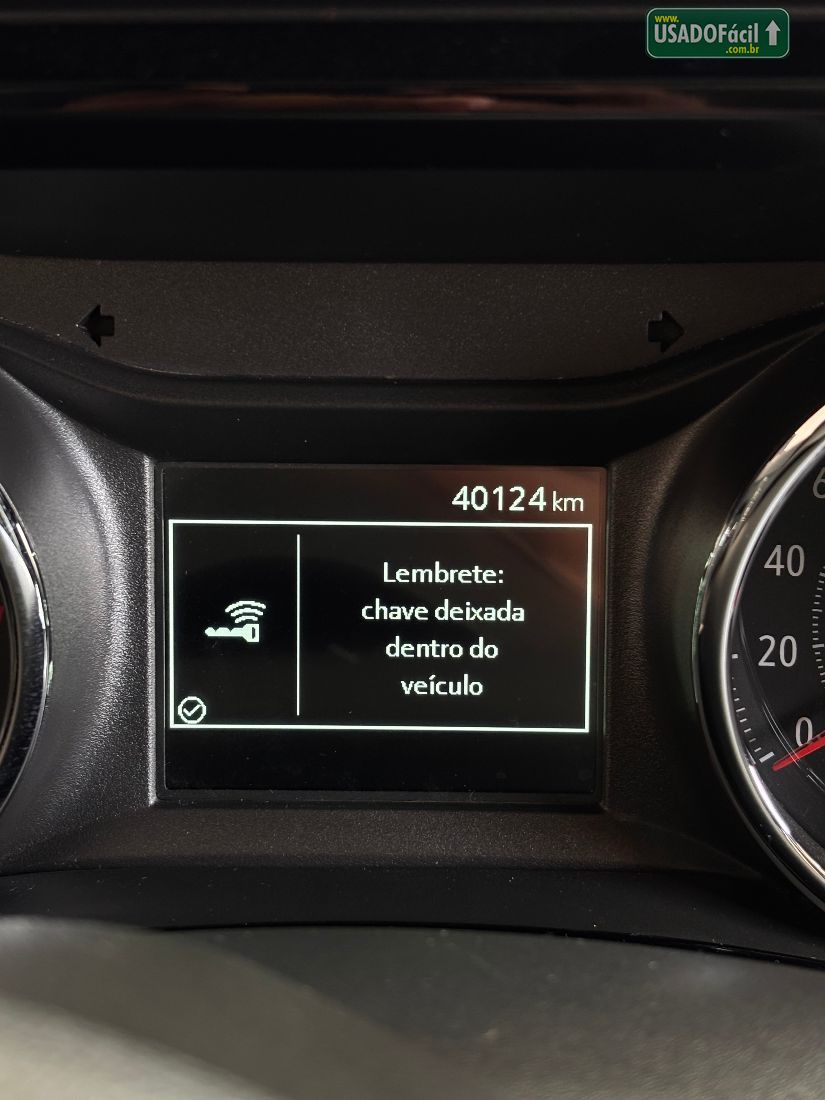 www.
USADOFácil
.com.br
40124 km
Lembrete:
chave deixada
dentro do
veículo
40
20
0